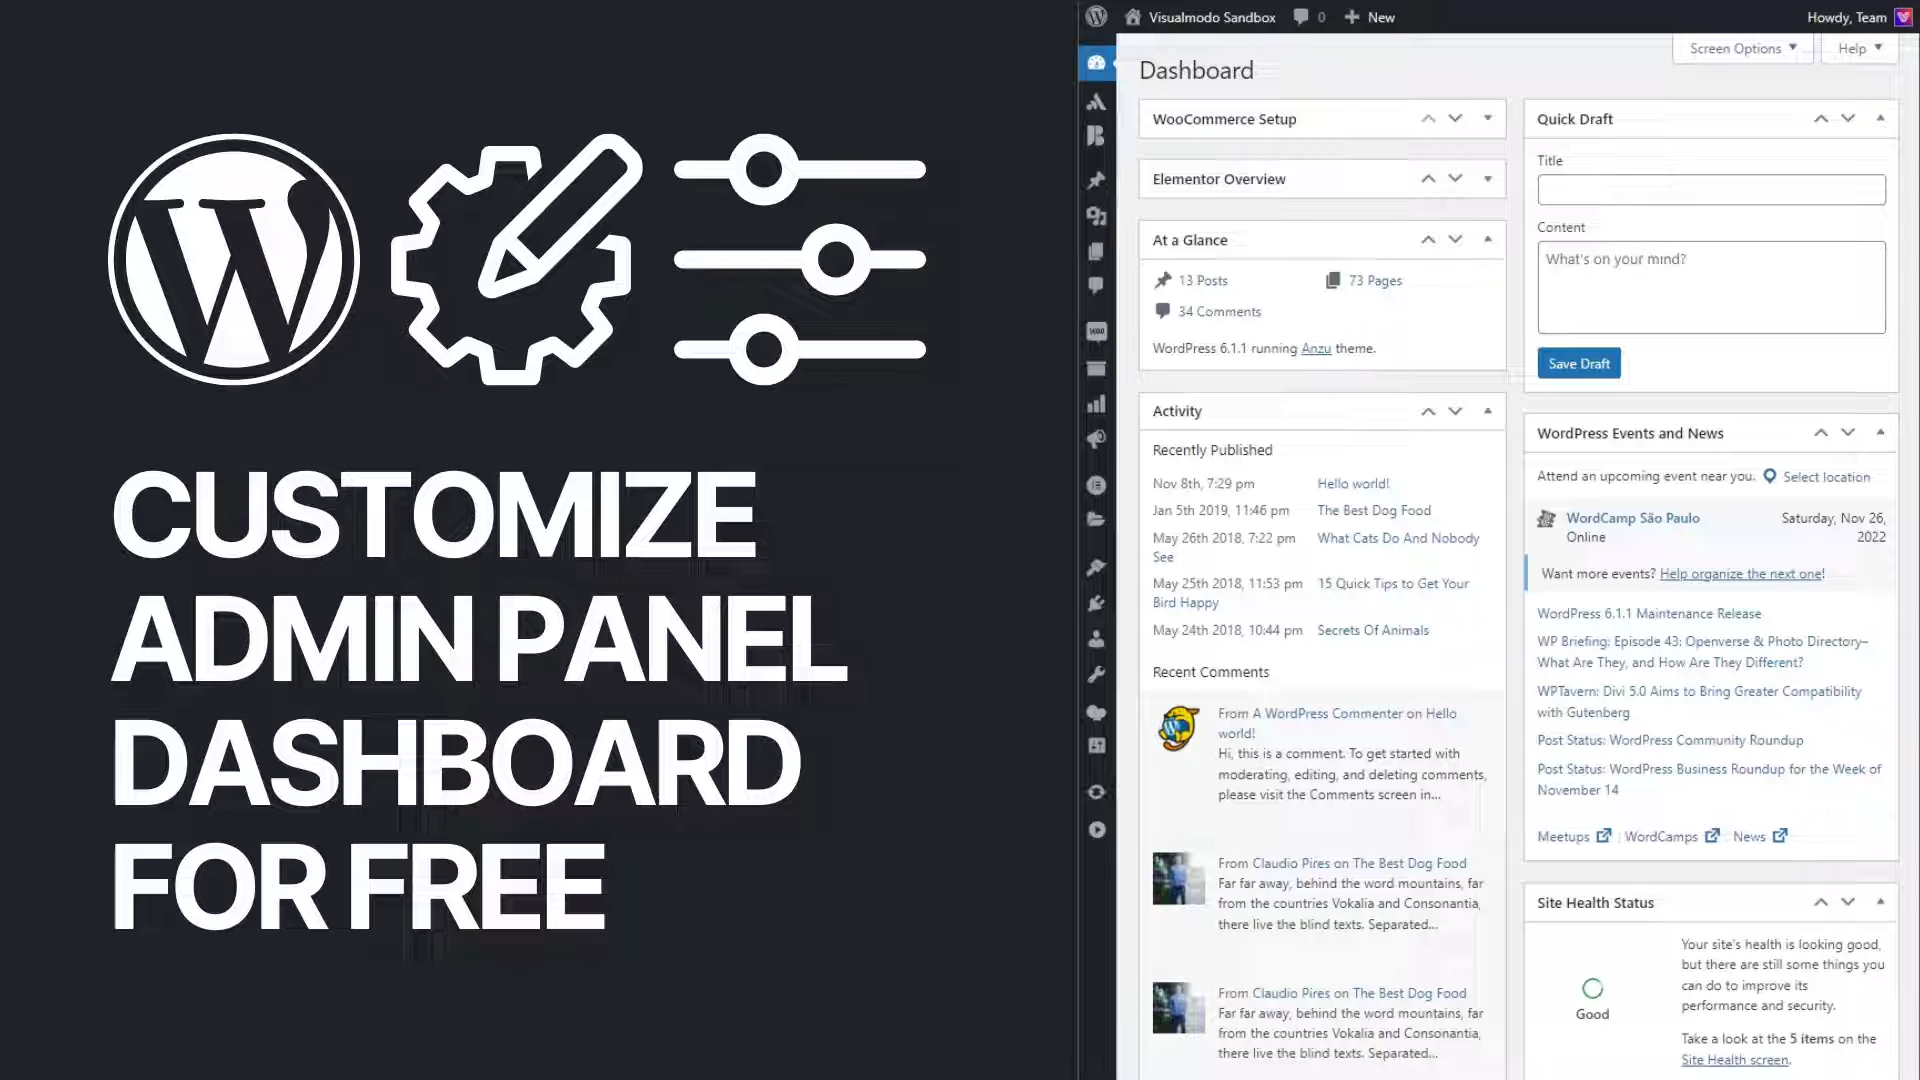 CUSTOMIZE
ADMIN PANEL
DASHBOARD
FOR FREE
Visualmodo Sandbox 0 New
Howdy, Team
Screen Options Help
Dashboard
WooCommerce Setup
Elementor Overview
At a Glance
13 Posts 73 Pages
34 Comments
WordPress 6.1.1 running Anzu theme.
Activity
Recently Published
Nov 8th, 7:29 pm Hello world!
Jan 5th 2019, 11:46 pm The Best Dog Food
May 26th 2018, 7:22 pm What Cats Do And Nobody
See
May 25th 2018, 11:53 pm 15 Quick Tips to Get Your
Bird Happy
May 24th 2018, 10:44 pm Secrets Of Animals
Recent Comments
From A WordPress Commenter on Hello
world!
Hi, this is a comment. To get started with
moderating, editing, and deleting comments,
please visit the Comments screen in...
From Claudio Pires on The Best Dog Food
Far far away, behind the word mountains, far
from the countries Vokalia and Consonantia,
there live the blind texts. Separated...
From Claudio Pires on The Best Dog Food
Far far away, behind the word mountains, far
from the countries Vokalia and Consonantia,
there live the blind texts. Separated...
Quick Draft
Title
Content
What's on your mind?
Save Draft
WordPress Events and News
Attend an upcoming event near you. Select location
WordCamp São Paulo Saturday, Nov 26,
Online 2022
Want more events? Help organize the next one!
WordPress 6.1.1 Maintenance Release
WP Briefing: Episode 43: Openverse & Photo Directory–
What Are They, and How Are They Different?
WPTavern: Divi 5.0 Aims to Bring Greater Compatibility
with Gutenberg
Post Status: WordPress Community Roundup
Post Status: WordPress Business Roundup for the Week of
November 14
Meetups WordCamps News
Site Health Status
Your site's health is looking good,
but there are still some things you
can do to improve its
performance and security.
Good
Take a look at the 5 items on the
Site Health screen.